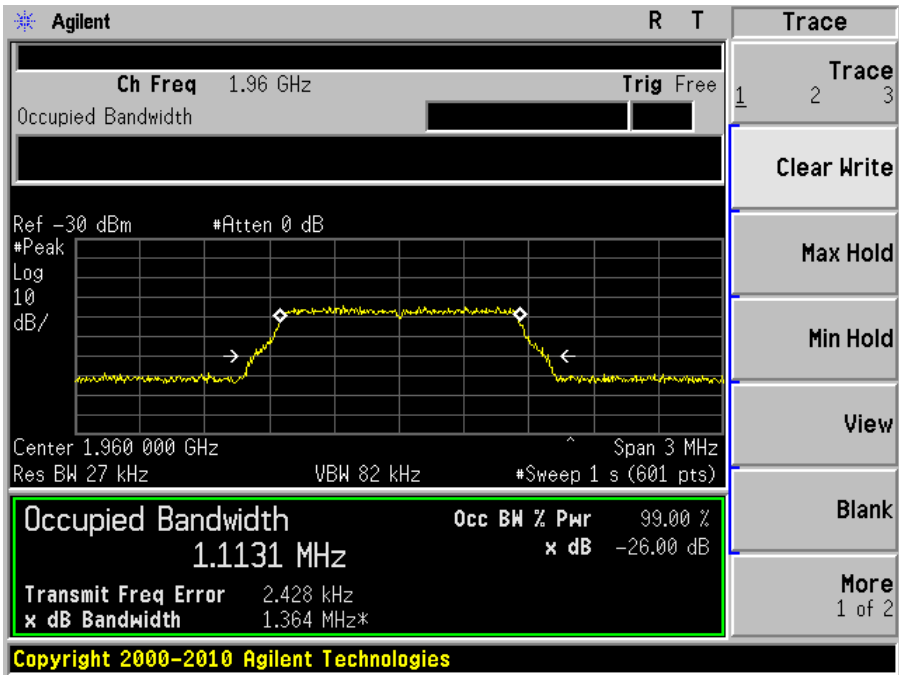 Agilent R T Trace
Ch Freq 1.96 GHz Trig Free
Occupied Bandwidth
Trace
1 2 3
Clear Write
Max Hold
Min Hold
View
Blank
More
1 of 2
Ref -30 dBm #Atten 0 dB
#Peak
Log
10
dB/
Center 1.960 000 GHz ^ Span 3 MHz
Res BW 27 kHz VBW 82 kHz #Sweep 1 s (601 pts)
Occupied Bandwidth Occ BW % Pwr 99.00 %
1.1131 MHz x dB -26.00 dB
Transmit Freq Error 2.428 kHz
x dB Bandwidth 1.364 MHz*
Copyright 2000-2010 Agilent Technologies